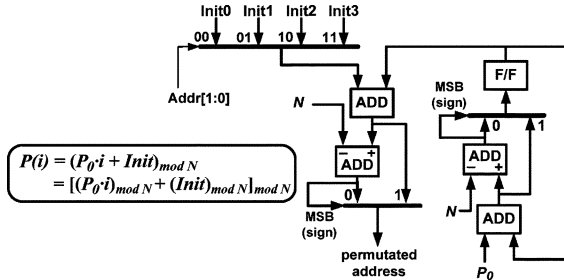 Init0 Init1 Init2 Init3
00 01 10 11
Addr[1:0]
N
ADD
− +
ADD
0 1
MSB
(sign)
permutated
address
P(i) = (P₀·i + Init) mod N
= [(P₀·i) mod N + (Init) mod N] mod N
F/F
MSB
(sign)
0 1
ADD
− +
N
ADD
P₀